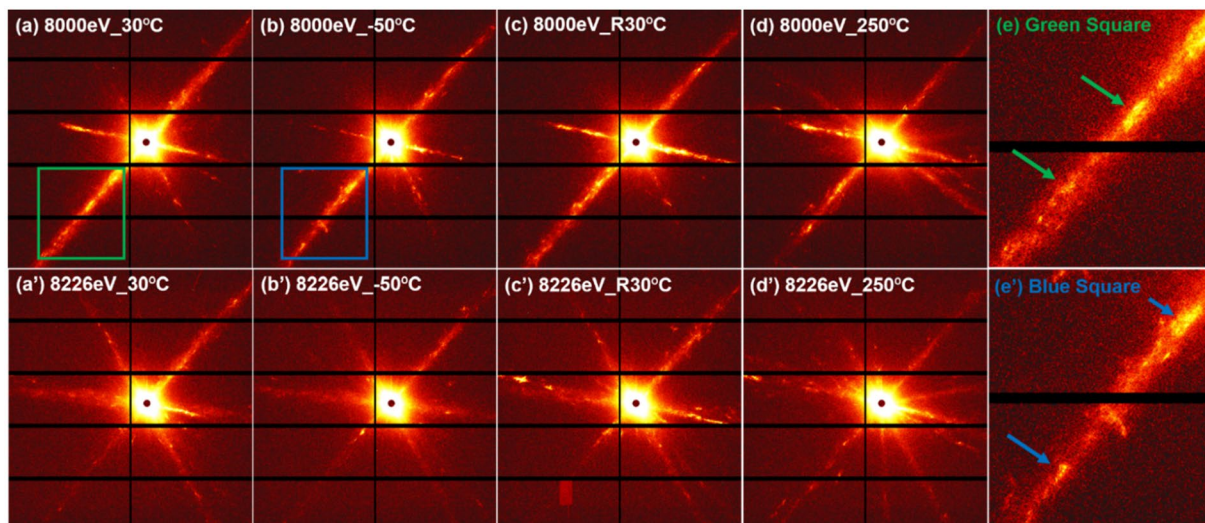 (a) 8000eV_30°C
(b) 8000eV_-50°C
(c) 8000eV_R30°C
(d) 8000eV_250°C
(e) Green Square
(a') 8226eV_30°C
(b') 8226eV_-50°C
(c') 8226eV_R30°C
(d') 8226eV_250°C
(e') Blue Square